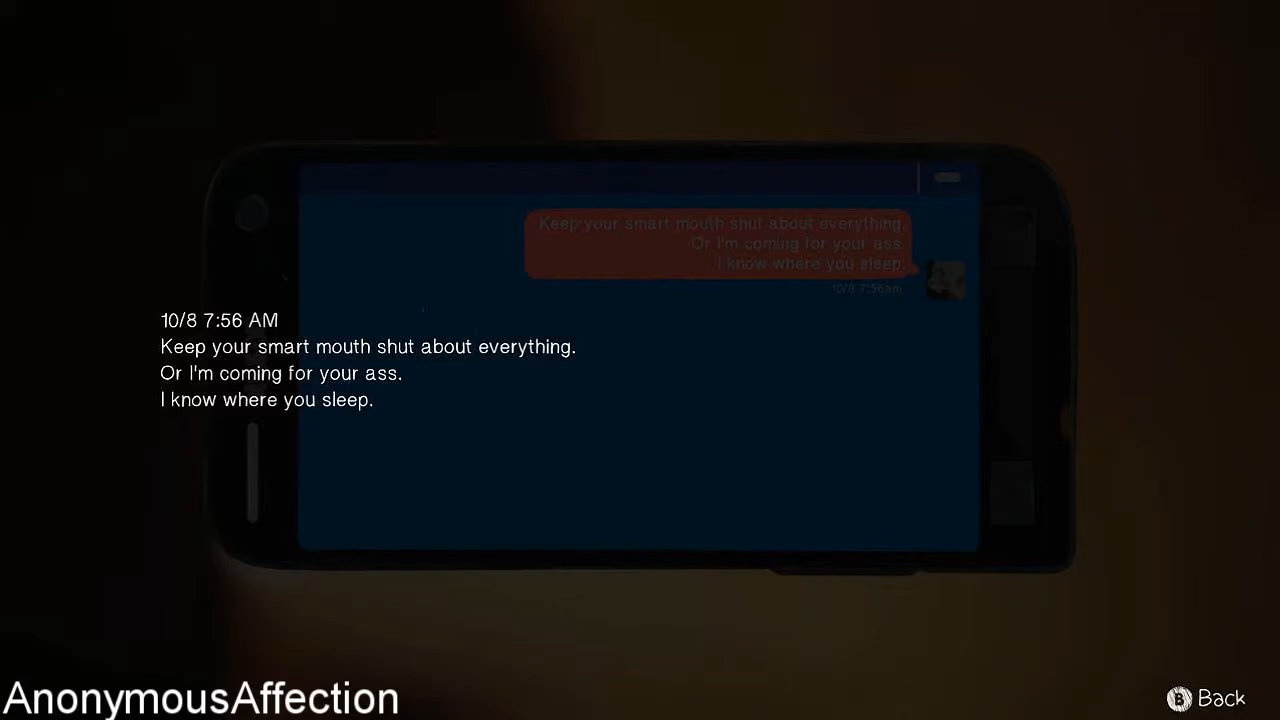 Keep your smart mouth shut about everything.
Or I'm coming for your ass.
I know where you sleep.
10/8 7:56am
10/8 7:56 AM
Keep your smart mouth shut about everything.
Or I'm coming for your ass.
I know where you sleep.
AnonymousAffection
B Back